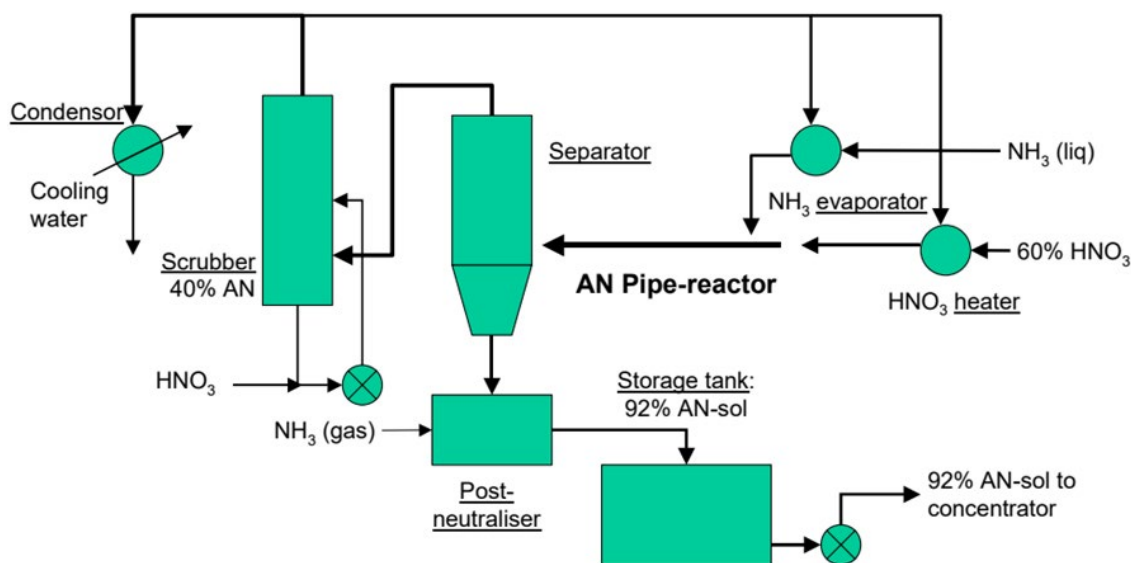 Condensor
Cooling
water
Scrubber
40% AN
HNO₃
NH₃ (gas)
Separator
NH₃ (liq)
NH₃ evaporator
60% HNO₃
AN Pipe-reactor
HNO₃ heater
Storage tank:
92% AN-sol
Post-
neutraliser
92% AN-sol to
concentrator